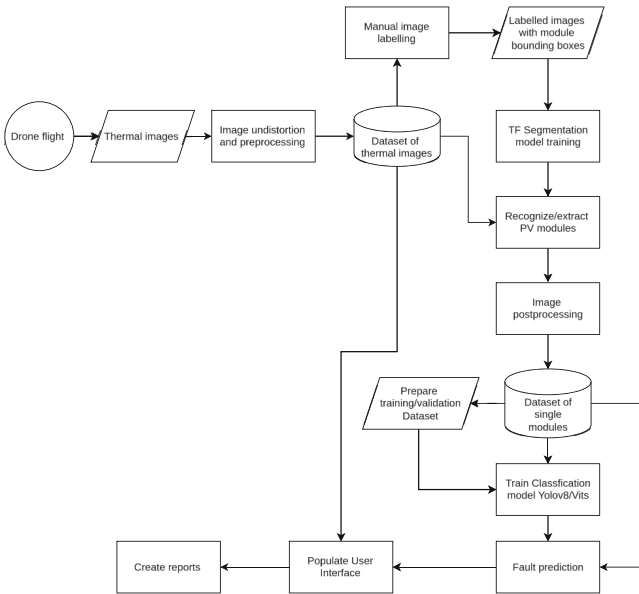 Manual image
labelling
Labelled images
with module
bounding boxes
Drone flight
Thermal images
Image undistortion
and preprocessing
Dataset of
thermal images
TF Segmentation
model training
Recognize/extract
PV modules
Image
postprocessing
Prepare
training/validation
Dataset
Dataset of
single
modules
Train Classfication
model Yolov8/Vits
Create reports
Populate User
Interface
Fault prediction